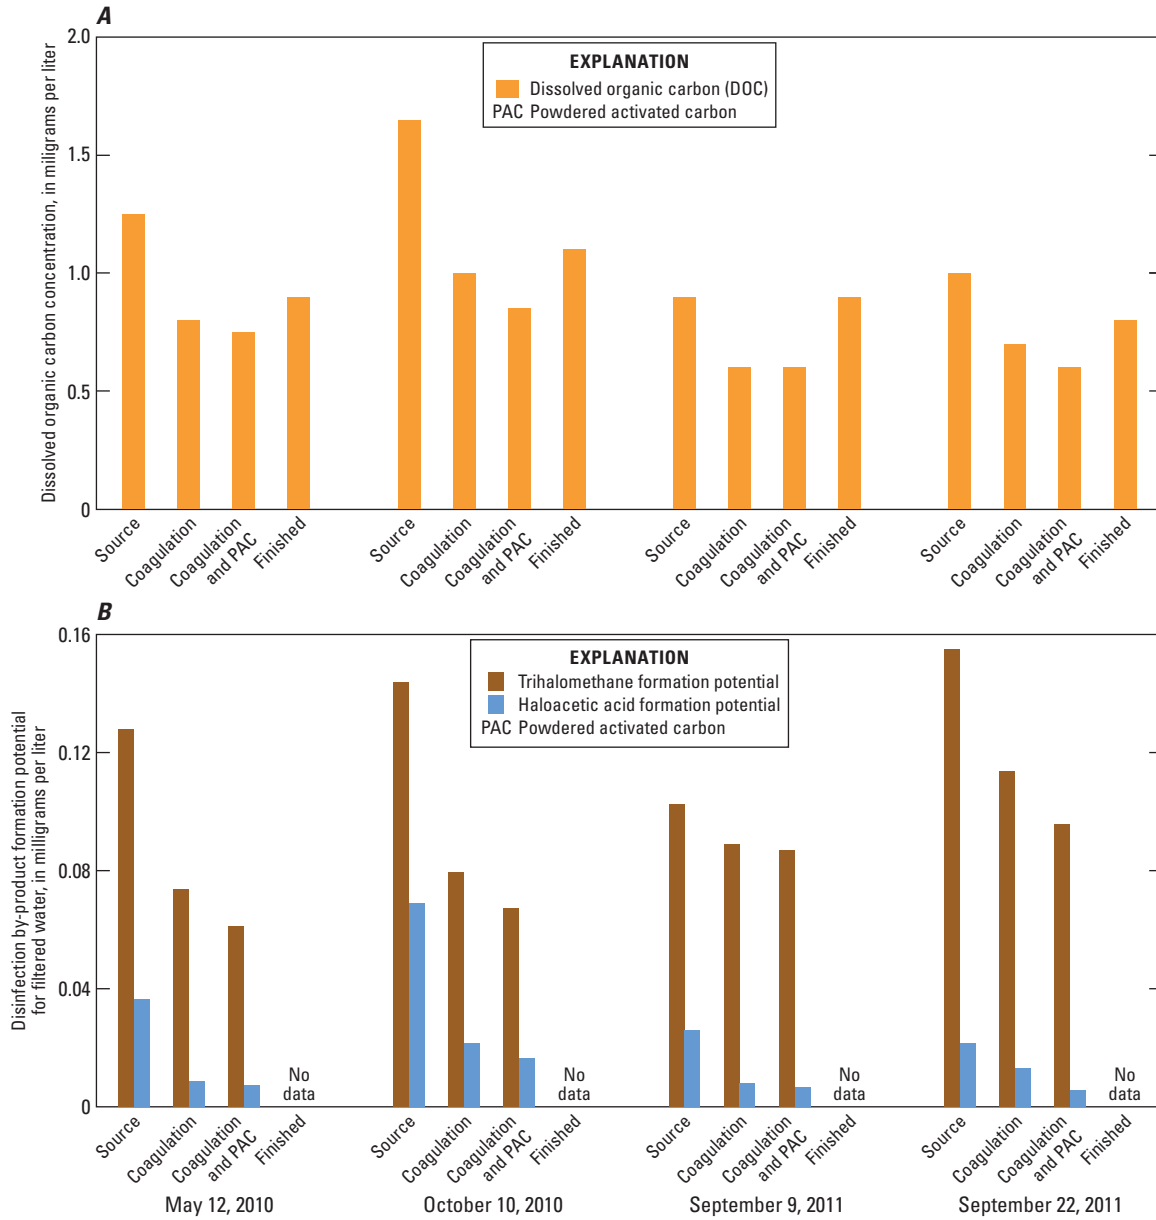 A
Dissolved organic carbon concentration, in miligrams per liter
2.0
1.5
1.0
0.5
0
EXPLANATION
Dissolved organic carbon (DOC)
PAC Powdered activated carbon
Source
Coagulation
Coagulation
and PAC
Finished
Source
Coagulation
Coagulation
and PAC
Finished
Source
Coagulation
Coagulation
and PAC
Finished
Source
Coagulation
Coagulation
and PAC
Finished
B
Disinfection by-product formation potential
for filtered water, in milligrams per liter
0.16
0.12
0.08
0.04
0
EXPLANATION
Trihalomethane formation potential
Haloacetic acid formation potential
PAC Powdered activated carbon
No
data
No
data
No
data
No
data
Source
Coagulation
Coagulation
and PAC
Finished
Source
Coagulation
Coagulation
and PAC
Finished
Source
Coagulation
Coagulation
and PAC
Finished
Source
Coagulation
Coagulation
and PAC
Finished
May 12, 2010
October 10, 2010
September 9, 2011
September 22, 2011